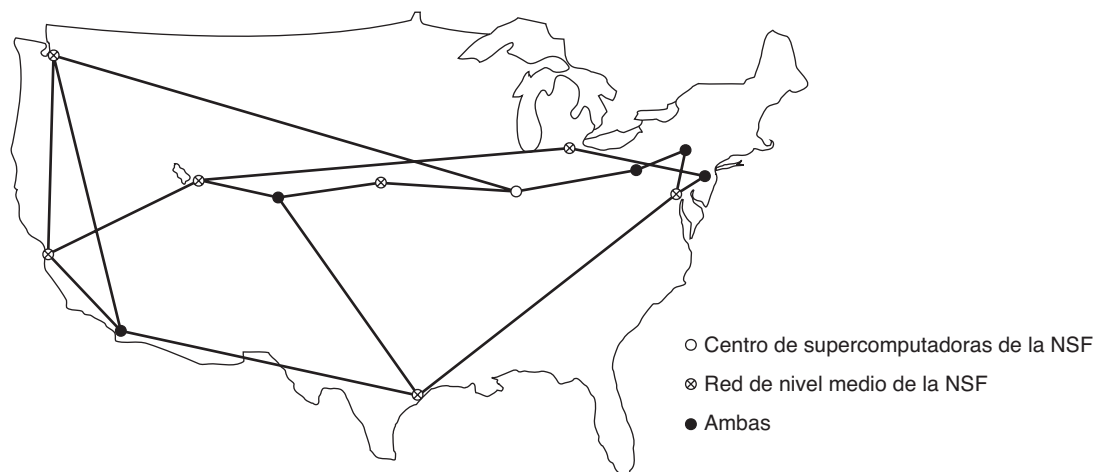 Centro de supercomputadoras de la NSF
Red de nivel medio de la NSF
Ambas